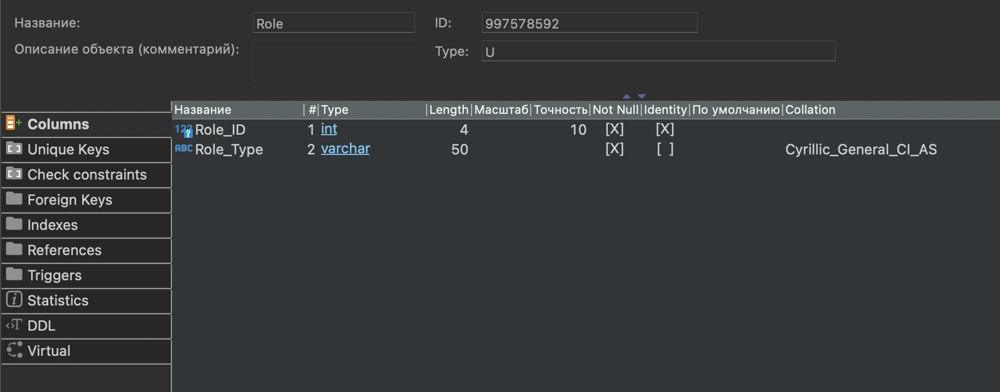 Название: Role ID: 997578592
Описание объекта (комментарий): Type: U
Название # Type Length Масштаб Точность Not Null Identity По умолчанию Collation
123 Role_ID 1 int 4 10 [X] [X]
ABC Role_Type 2 varchar 50 [X] [ ] Cyrillic_General_CI_AS
Columns
Unique Keys
Check constraints
Foreign Keys
Indexes
References
Triggers
Statistics
DDL
Virtual